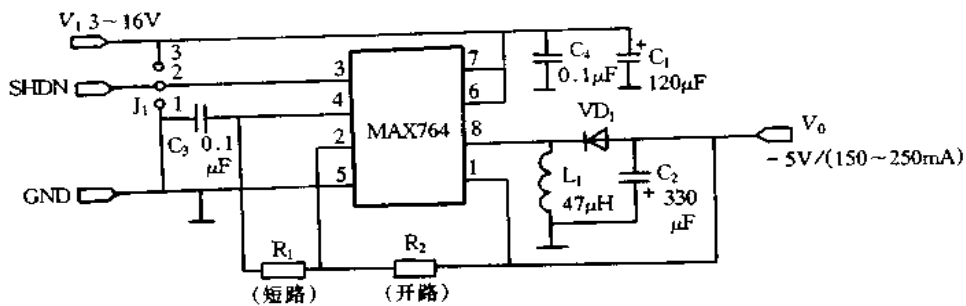 V₁ 3～16V
3
2
SHDN
J₁
1
C₃
0.1
μF
GND
3
4
2
5
MAX764
7
6
8
1
C₄
0.1μF
+
C₁
120μF
VD₁
V₀
-5V/(150～250mA)
L₁
47μH
C₂
+
330
μF
R₁
(短路)
R₂
(开路)